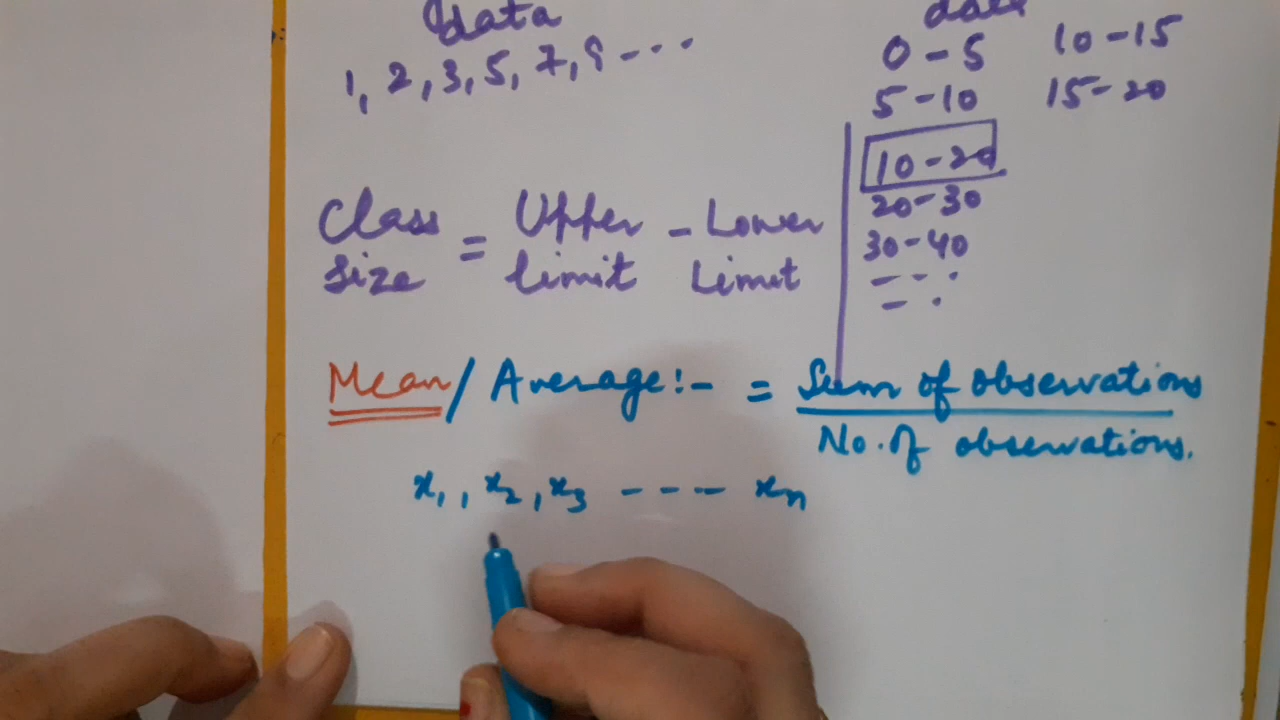 data
1, 2, 3, 5, 7, 9 ---
data
0-5 10-15
5-10 15-20
10-20
20-30
30-40
Class size = Upper limit - Lower Limit
Mean / Average:- = Sum of observations
No. of observations.
x1, x2, x3 ---- xn